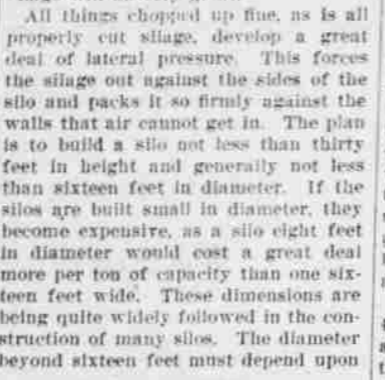 All things chopped up fine, as is all
properly cut silage, develop a great
deal of lateral pressure. This forces
the silage out against the sides of the
silo and packs it so firmly against the
walls that air cannot get in. The plan
is to build a silo not less than thirty
feet in height and generally not less
than sixteen feet in diameter. If the
silos are built small in diameter, they
become expensive, as a silo eight feet
in diameter would cost a great deal
more per ton of capacity than one six-
teen feet wide. These dimensions are
being quite widely followed in the con-
struction of many silos. The diameter
beyond sixteen feet must depend upon